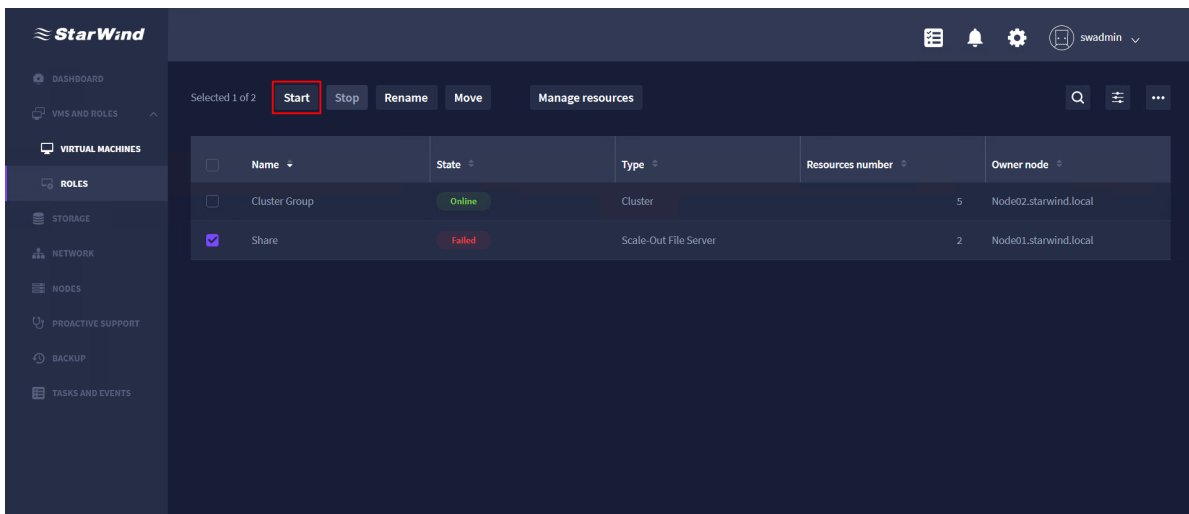 StarWind
swadmin
DASHBOARD
VMS AND ROLES
VIRTUAL MACHINES
ROLES
STORAGE
NETWORK
NODES
PROACTIVE SUPPORT
BACKUP
TASKS AND EVENTS
Selected 1 of 2 Start Stop Rename Move Manage resources
Name State Type Resources number Owner node
Cluster Group Online Cluster 5 Node02.starwind.local
Share Failed Scale-Out File Server 2 Node01.starwind.local